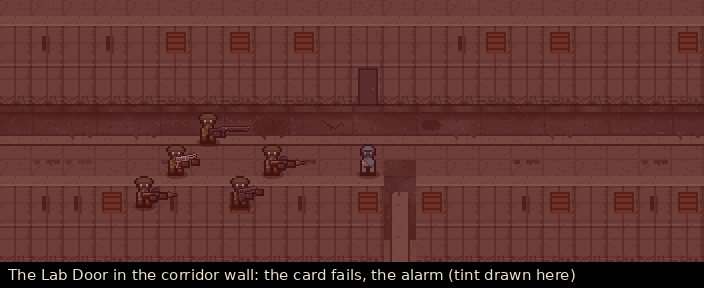 The Lab Door in the corridor wall: the card fails, the alarm (tint drawn here)